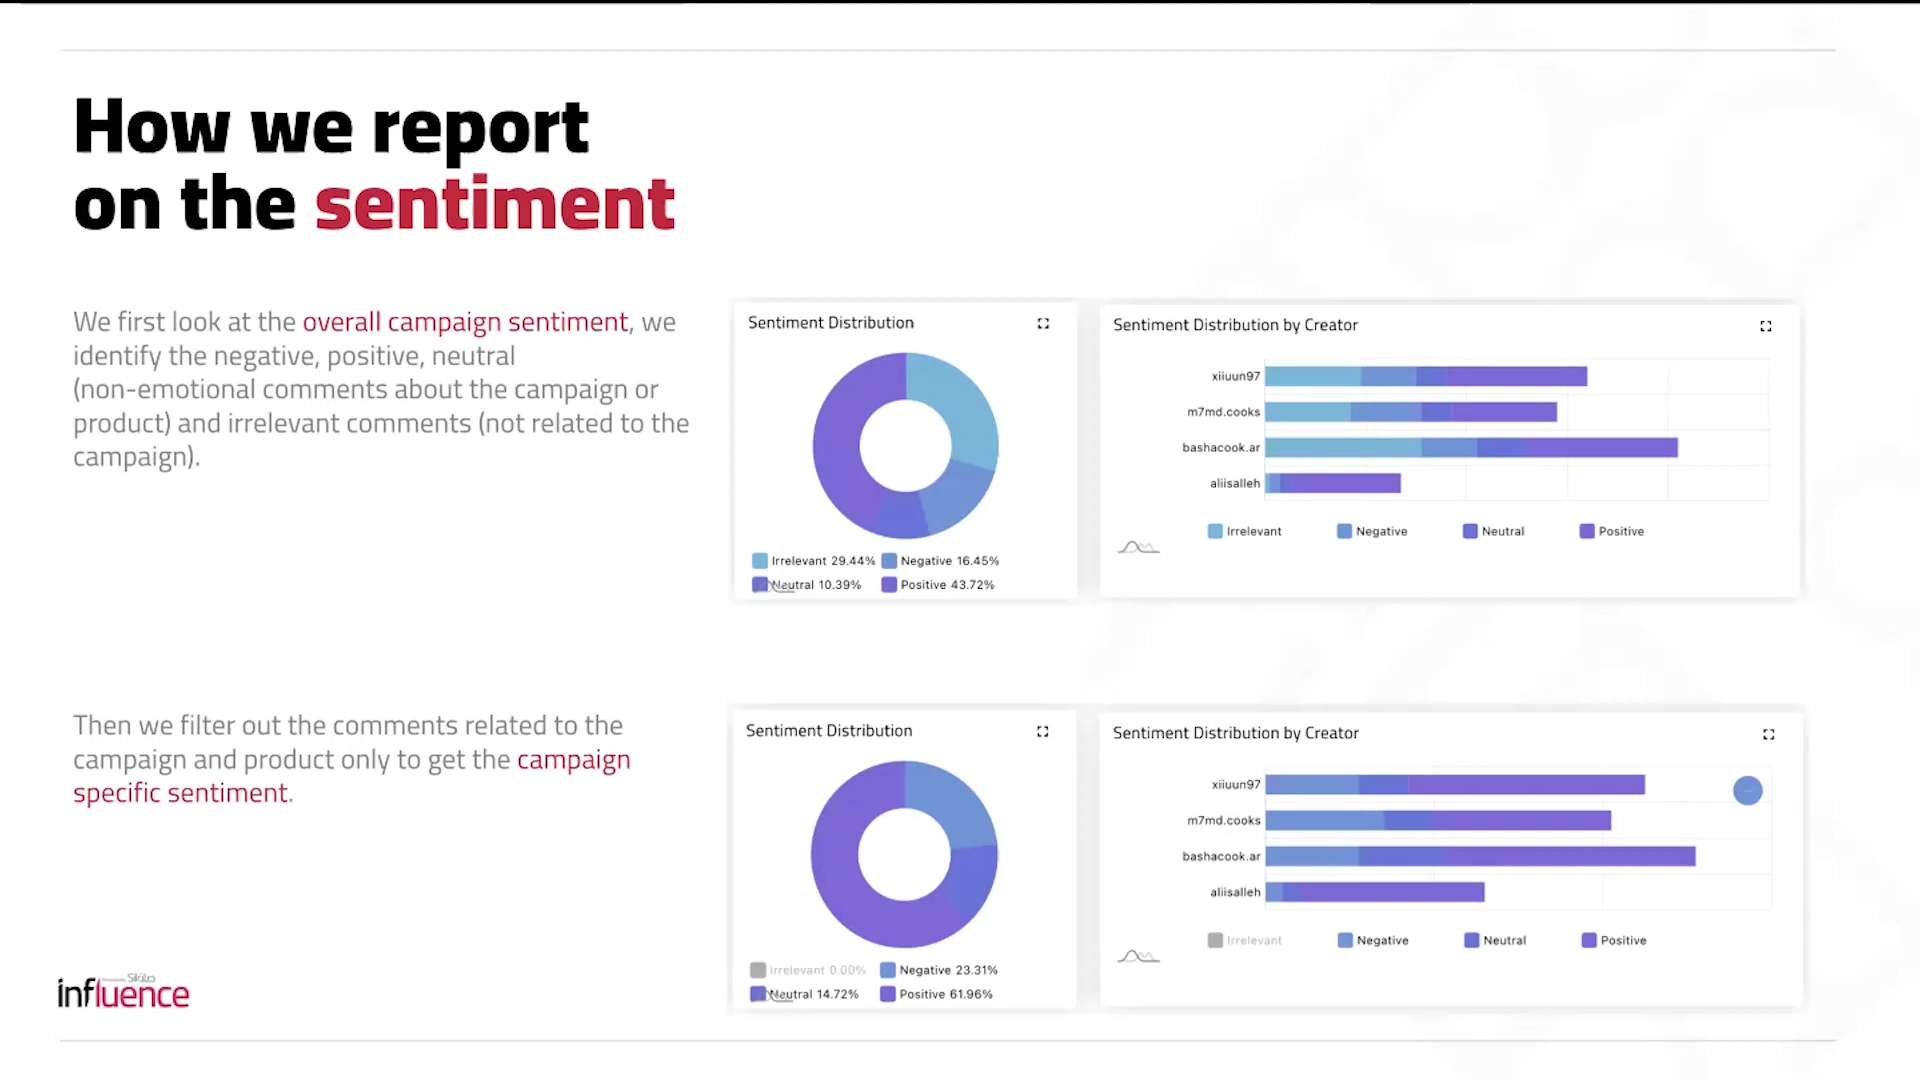 How we report
on the sentiment
We first look at the overall campaign sentiment, we
identify the negative, positive, neutral
(non-emotional comments about the campaign or
product) and irrelevant comments (not related to the
campaign).
Sentiment Distribution
Irrelevant 29.44% Negative 16.45%
Neutral 10.39% Positive 43.72%
Sentiment Distribution by Creator
xiiuun97
m7md.cooks
bashacook.ar
aliisalleh
Irrelevant Negative Neutral Positive
Then we filter out the comments related to the
campaign and product only to get the campaign
specific sentiment.
Sentiment Distribution
Irrelevant 0.00% Negative 23.31%
Neutral 14.72% Positive 61.96%
Sentiment Distribution by Creator
xiiuun97
m7md.cooks
bashacook.ar
aliisalleh
Irrelevant Negative Neutral Positive
influence